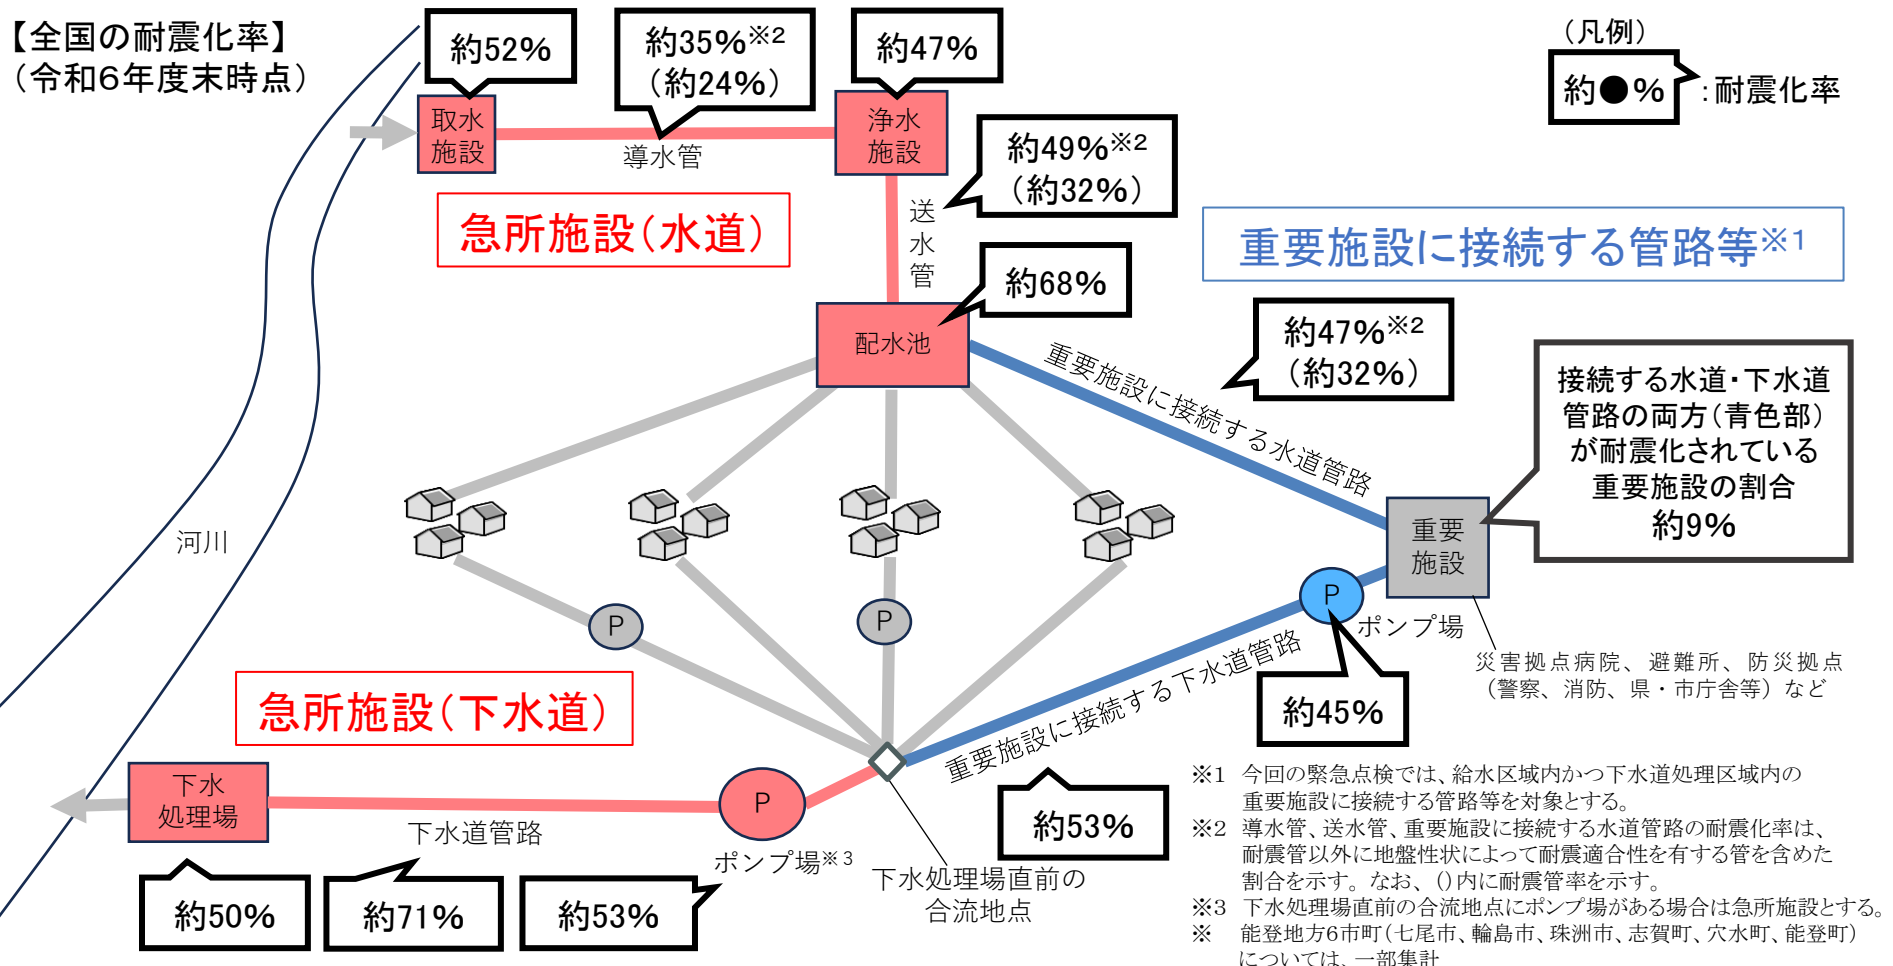 【全国の耐震化率】
（令和６年度末時点）
約52%
約35%※2
（約24%）
約47%
（凡例）
約●%
：耐震化率
取水
施設
導水管
浄水
施設
約49%※2
（約32%）
送
水
管
急所施設（水道）
重要施設に接続する管路等※1
約68%
配水池
約47%※2
（約32%）
重要施設に接続する水道管路
接続する水道・下水道
管路の両方（青色部）
が耐震化されている
重要施設の割合
約9%
重要
施設
河川
P
P
P
ポンプ場
災害拠点病院、避難所、防災拠点
（警察、消防、県・市庁舎等）など
重要施設に接続する下水道管路
約45%
急所施設（下水道）
下水
処理場
下水道管路
P
ポンプ場※3
下水処理場直前の
合流地点
約53%
約50%
約71%
約53%
※1 今回の緊急点検では、給水区域内かつ下水道処理区域内の
重要施設に接続する管路等を対象とする。
※2 導水管、送水管、重要施設に接続する水道管路の耐震化率は、
耐震管以外に地盤性状によって耐震適合性を有する管を含めた
割合を示す。なお、（）内に耐震管率を示す。
※3 下水処理場直前の合流地点にポンプ場がある場合は急所施設とする。
※ 能登地方６市町（七尾市、輪島市、珠洲市、志賀町、穴水町、能登町）
については、一部集計